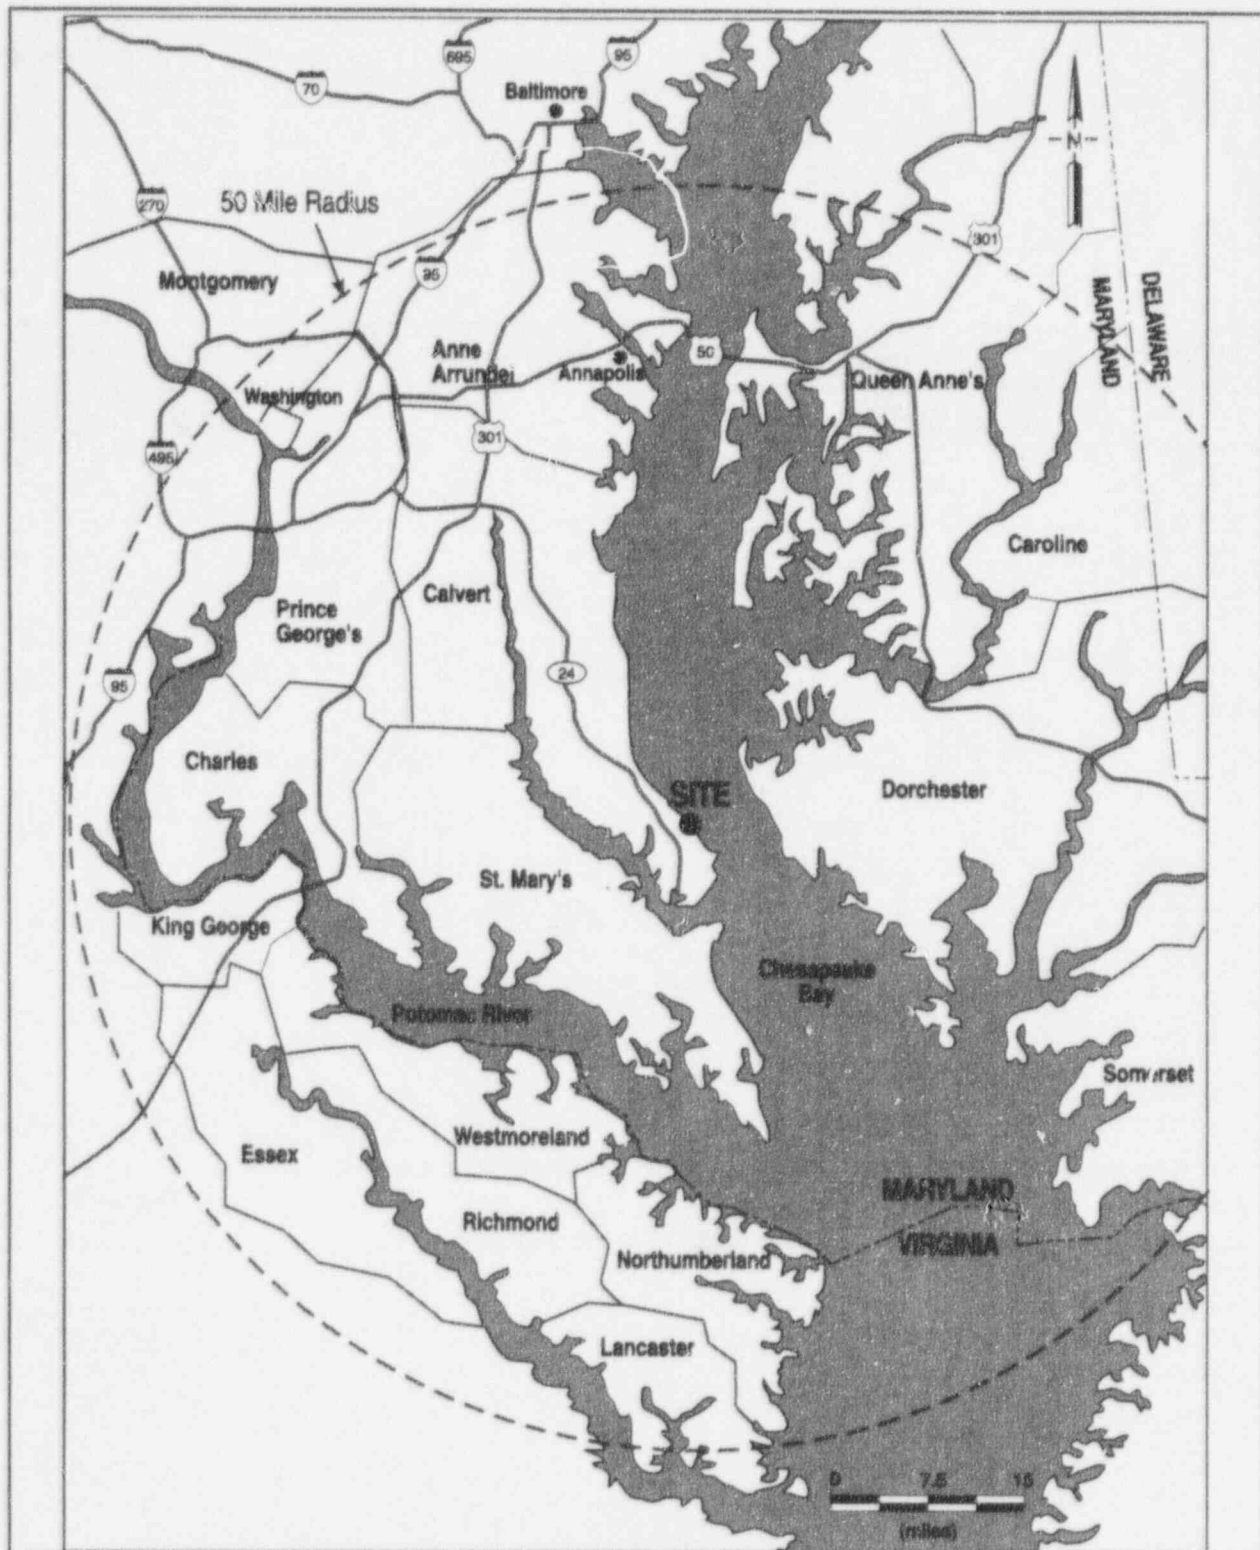 695
95
70
Baltimore
N
270
50 Mile Radius
301
95
Montgomery
DELAWARE
MARYLAND
50
Anne
Arrundel
Annapolis
Queen Anne's
Washington
301
495
Caroline
Calvert
Prince
George's
24
95
Charles
SITE
Dorchester
St. Mary's
King George
Chesapeake
Bay
Potomac River
Somerset
Westmoreland
Essex
MARYLAND
Richmond
VIRGINIA
Northumberland
Lancaster
0 7.5 15
(miles)